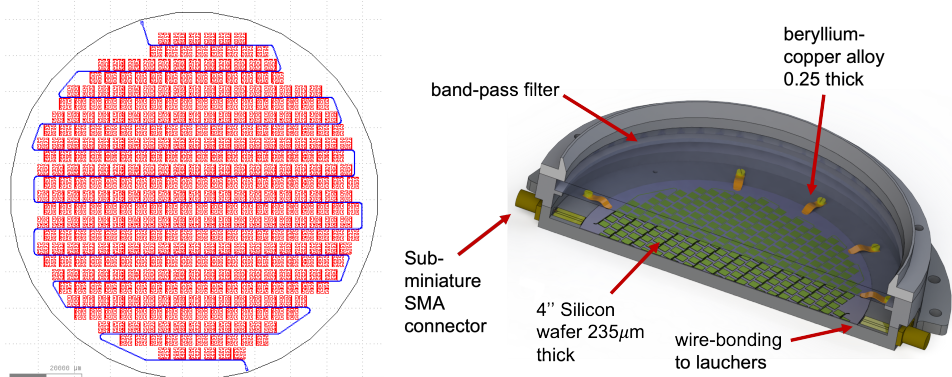 beryllium-
copper alloy
0.25 thick
band-pass filter
Sub-
miniature
SMA
connector
4’’ Silicon
wafer 235μm
thick
wire-bonding
to lauchers
20000 μm